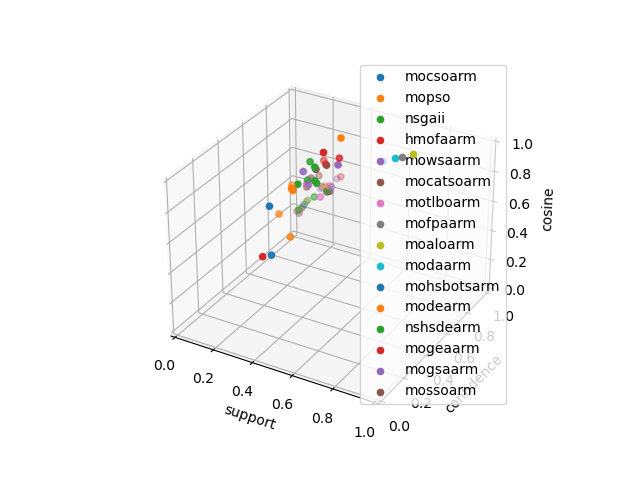 mocsoarm
mopso
nsgaii
hmofaarm
mowsaarm
mocatsoarm
motlboarm
mofpaarm
moaloarm
modaarm
mohsbotsarm
modearm
nshsdearm
mogeaarm
mogsaarm
mossoarm
cosine
1.0
0.8
0.6
0.4
0.2
0.0
support
0.0
0.2
0.4
0.6
0.8
1.0
confidence
0.0
0.2
0.4
0.6
0.8
1.0